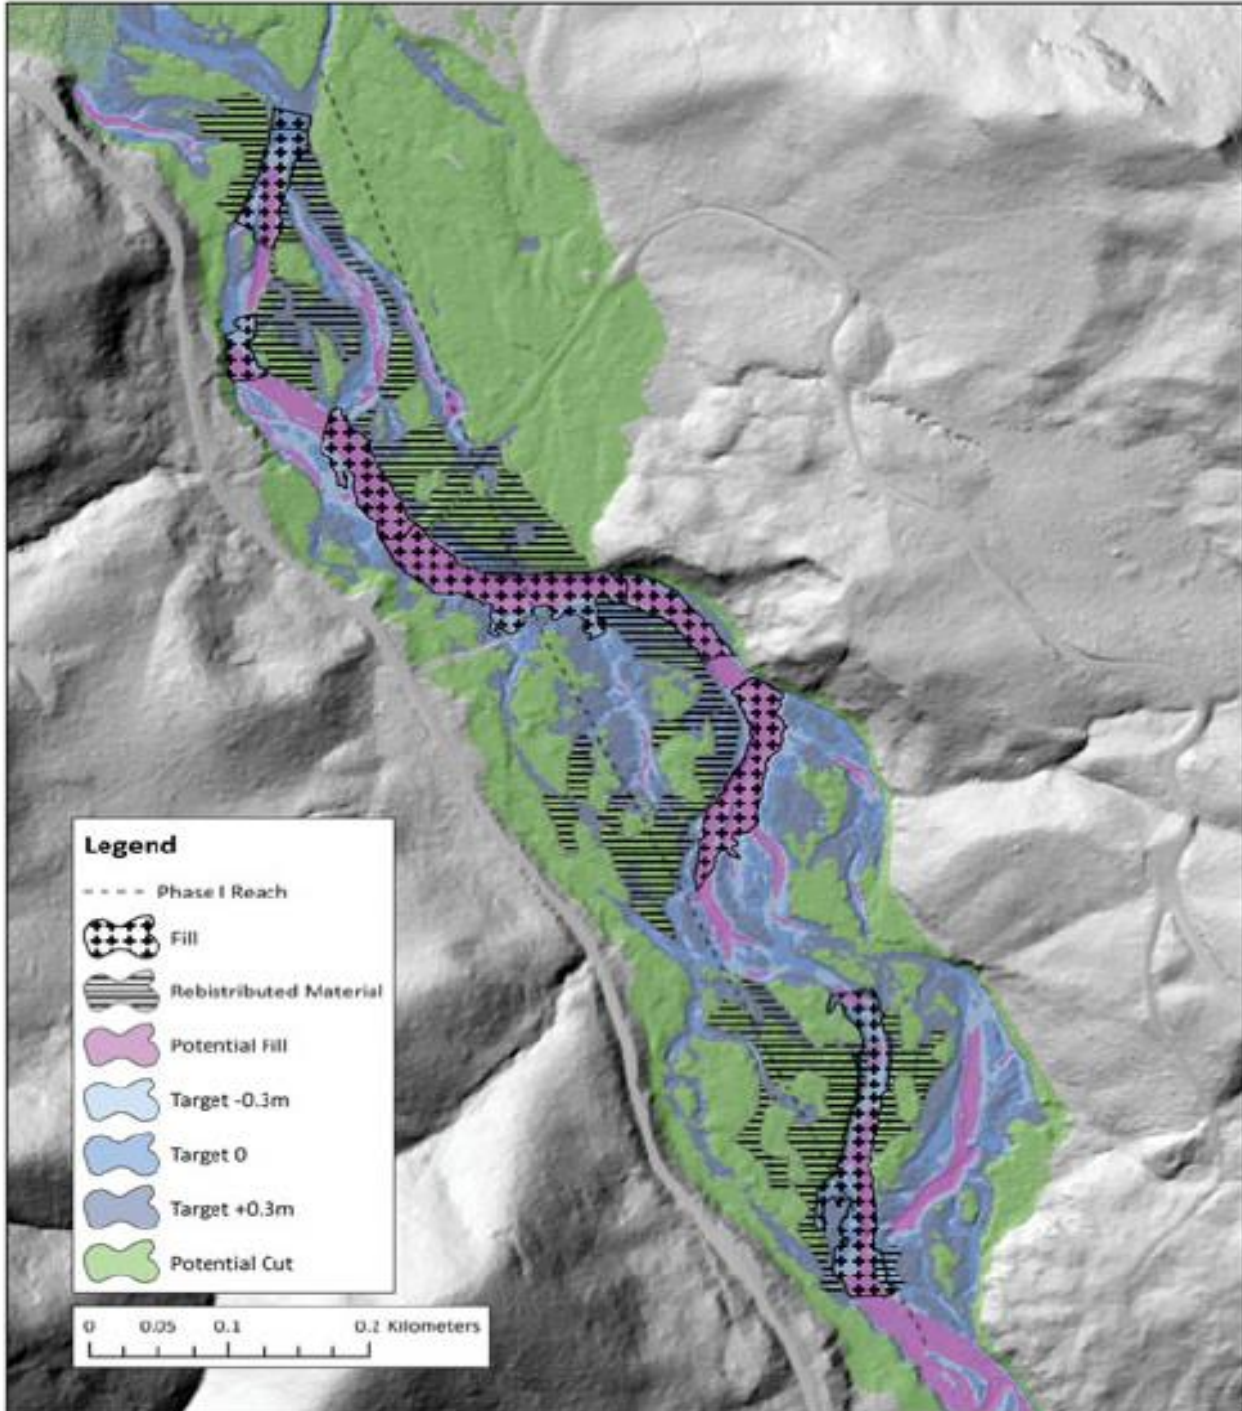 Legend
Phase I Reach
Fill
Rebistributed Material
Potential Fill
Target -0.3m
Target 0
Target +0.3m
Potential Cut
0 0.05 0.1 0.2 Kilometers